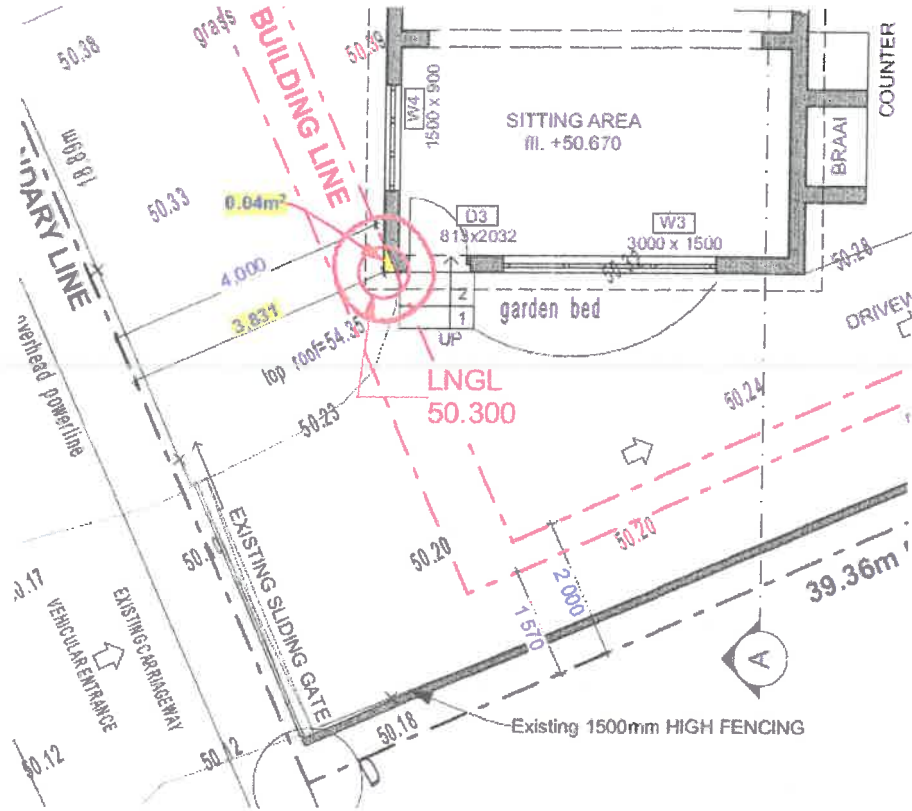 50.38
grass
BUILDING LINE
50.39
W4
1500 x 900
SITTING AREA
fll. +50.670
COUNTER
BRAAI
18.89m
NDARY LINE
50.33
0.04m²
D3
813x2032
W3
3000 x 1500
50.32
50.28
4,000
3.831
2
1
UP
garden bed
DRIVEW
top roof=54.35
overhead powerline
LNGL
50.300
50.23
50.24
EXISTING SLIDING GATE
50.20
50.20
2 000
1 570
39.36m
.17
VEHICULAR ENTRANCE
EXISTING CARRIAGEWAY
A
Existing 1500mm HIGH FENCING
50.18
50.12
50.12